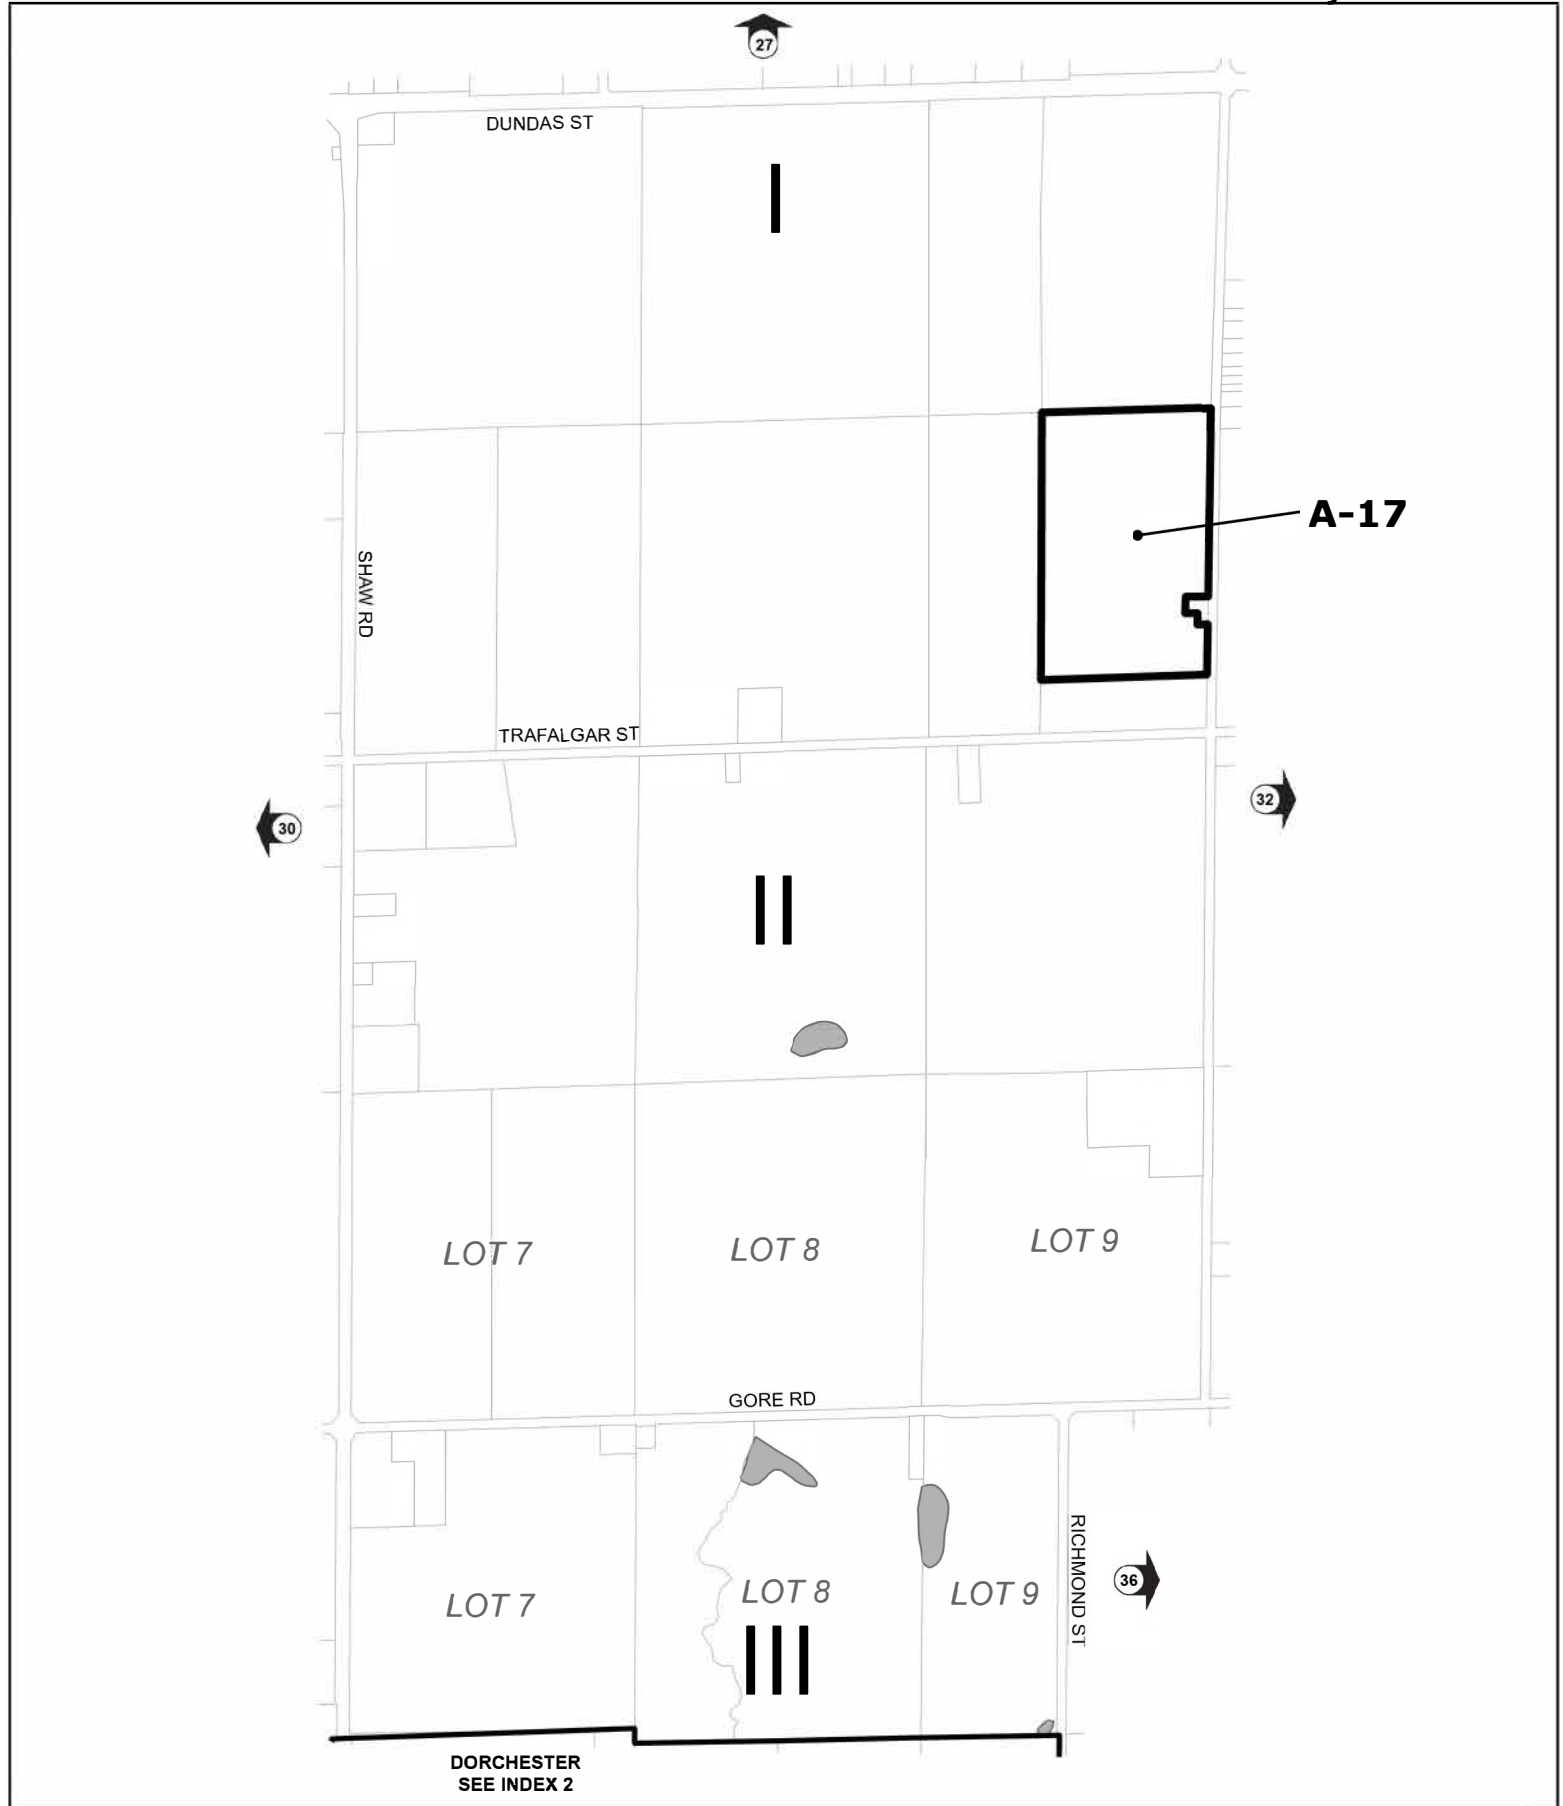 27
DUNDAS ST
I
A-17
SHAW RD
TRAFALGAR ST
32
30
II
LOT 7
LOT 8
LOT 9
GORE RD
RICHMOND ST
36
LOT 7
LOT 8
LOT 9
III
DORCHESTER
SEE INDEX 2